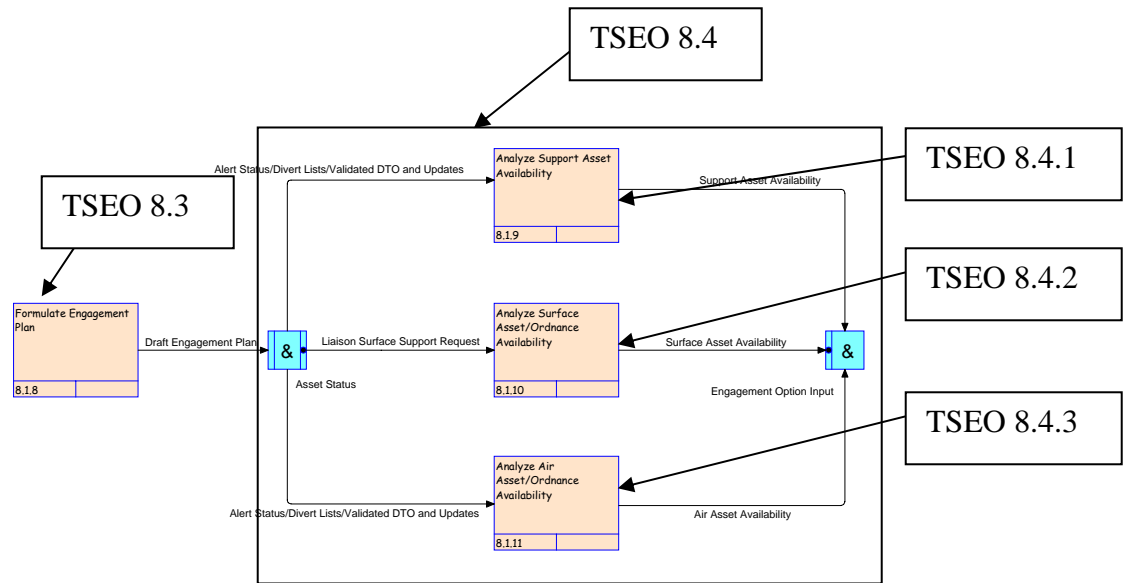 TSEO 8.4
TSEO 8.3
TSEO 8.4.1
TSEO 8.4.2
TSEO 8.4.3
Formulate Engagement
Plan
8.1.8
Draft Engagement Plan
&
Asset Status
Alert Status/Divert Lists/Validated DTO and Updates
Analyze Support Asset
Availability
8.1.9
Support Asset Availability
Liaison Surface Support Request
Analyze Surface
Asset/Ordnance
Availability
8.1.10
Surface Asset Availability
&
Engagement Option Input
Alert Status/Divert Lists/Validated DTO and Updates
Analyze Air
Asset/Ordnance
Availability
8.1.11
Air Asset Availability